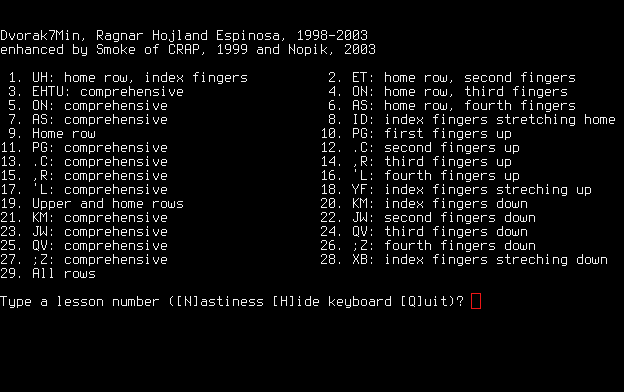 Dvorak7Min, Ragnar Hojland Espinosa, 1998-2003
enhanced by Smoke of CRAP, 1999 and Nopik, 2003
1. UH: home row, index fingers 2. ET: home row, second fingers
3. EHTU: comprehensive 4. ON: home row, third fingers
5. ON: comprehensive 6. AS: home row, fourth fingers
7. AS: comprehensive 8. ID: index fingers stretching home
9. Home row 10. PG: first fingers up
11. PG: comprehensive 12. .C: second fingers up
13. .C: comprehensive 14. ,R: third fingers up
15. ,R: comprehensive 16. 'L: fourth fingers up
17. 'L: comprehensive 18. YF: index fingers streching up
19. Upper and home rows 20. KM: index fingers down
21. KM: comprehensive 22. JW: second fingers down
23. JW: comprehensive 24. QV: third fingers down
25. QV: comprehensive 26. ;Z: fourth fingers down
27. ;Z: comprehensive 28. XB: index fingers streching down
29. All rows
Type a lesson number ([N]astiness [H]ide keyboard [Q]uit)?